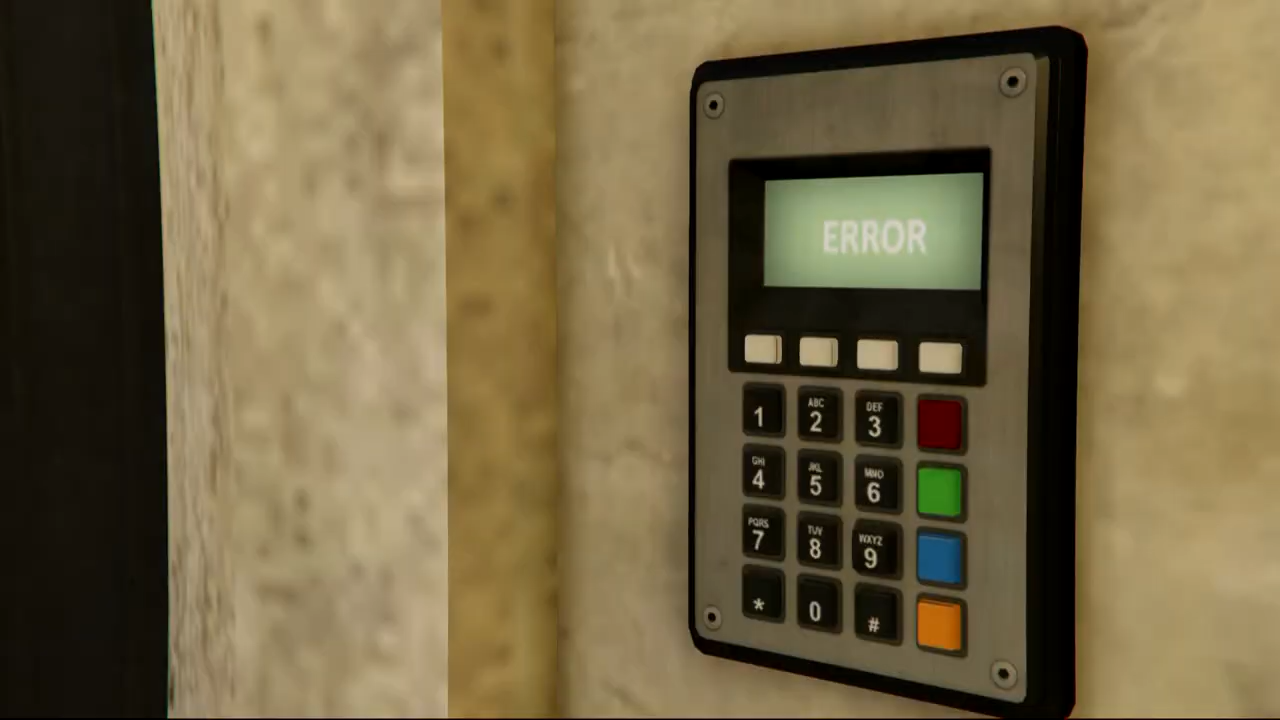 ERROR
1 ABC 2 DEF 3
GHI 4 JKL 5 MNO 6
PQRS 7 TUV 8 WXYZ 9
* 0 #